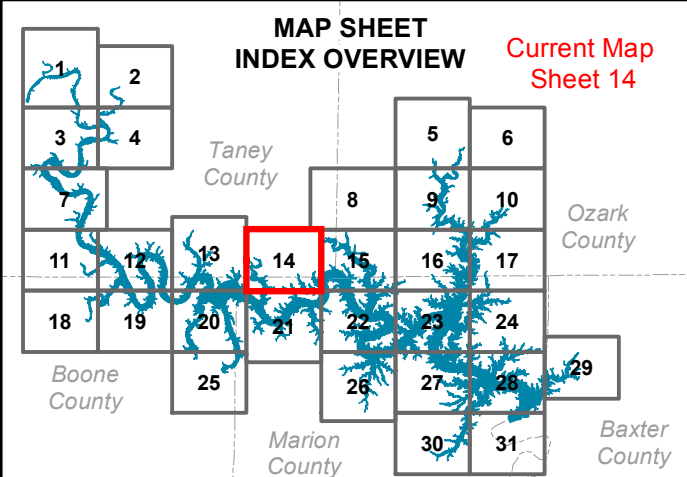 MAP SHEET
INDEX OVERVIEW
Current Map
Sheet 14
1
2
3
4
5
6
Taney
County
7
8
9
10
Ozark
County
11
12
13
14
15
16
17
18
19
20
21
22
23
24
Boone
County
25
26
27
28
29
Marion
County
30
31
Baxter
County